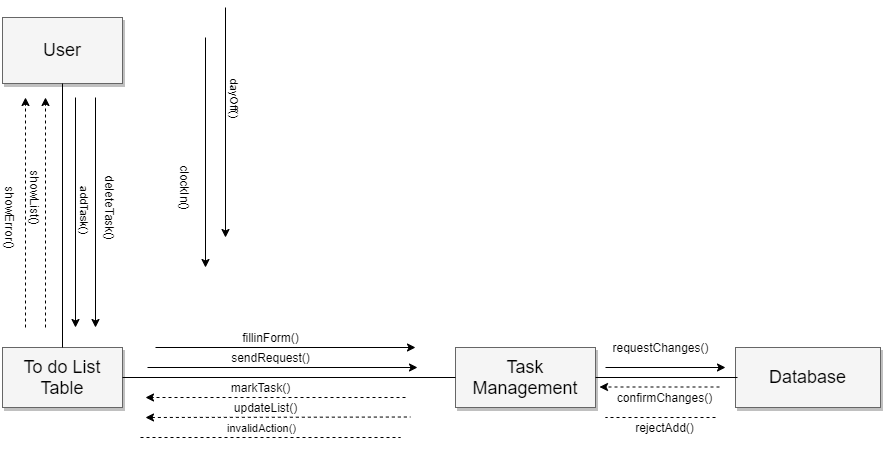 User
dayOff()
clockIn()
showError()
showList()
addTask()
deleteTask()
To do List
Table
fillinForm()
sendRequest()
markTask()
updateList()
invalidAction()
Task
Management
requestChanges()
confirmChanges()
rejectAdd()
Database